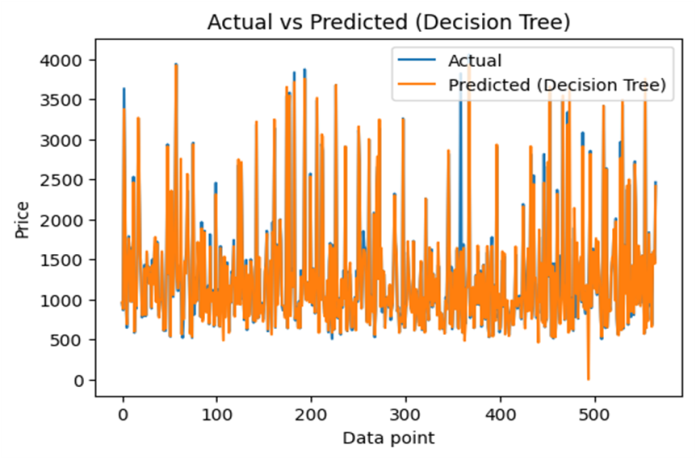 Actual vs Predicted (Decision Tree)
Actual
Predicted (Decision Tree)
4000
3500
3000
2500
2000
1500
1000
500
0
Price
0 100 200 300 400 500
Data point